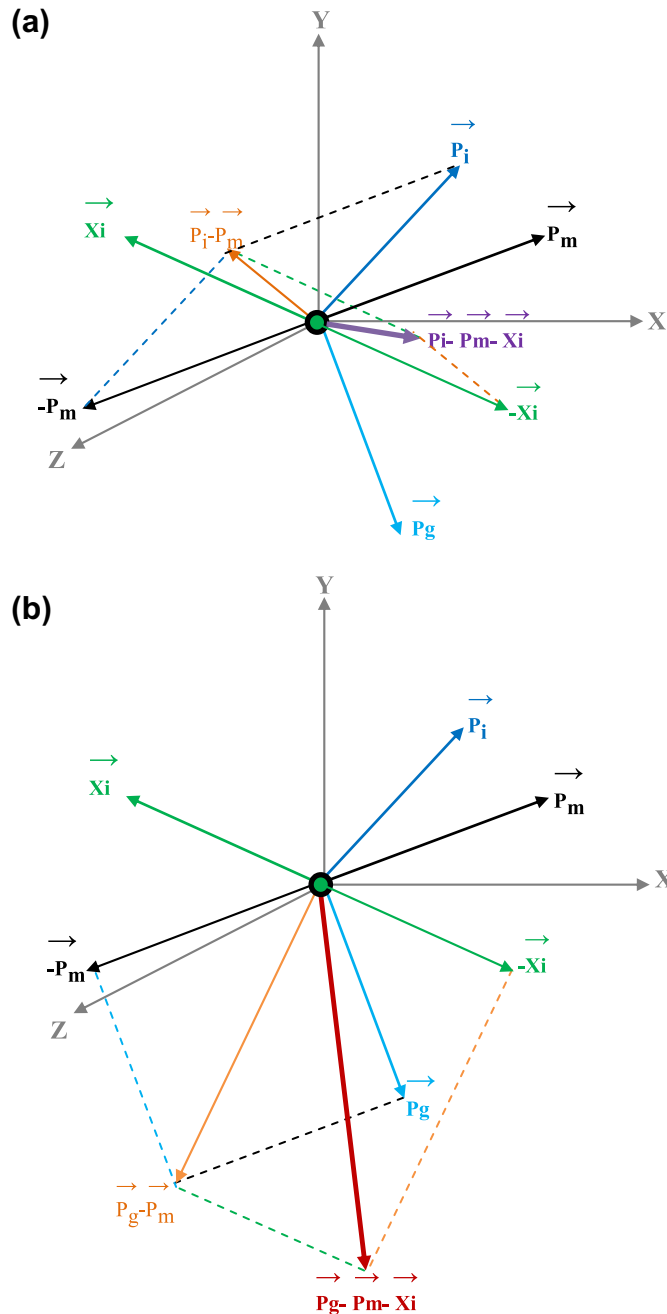 (a)
Y
Pi
Xi
Pi-Pm
Pm
X
Pi- Pm- Xi
-Pm
-Xi
Z
Pg
(b)
Y
Pi
Xi
Pm
X
-Pm
-Xi
Z
Pg
Pg-Pm
Pg- Pm- Xi